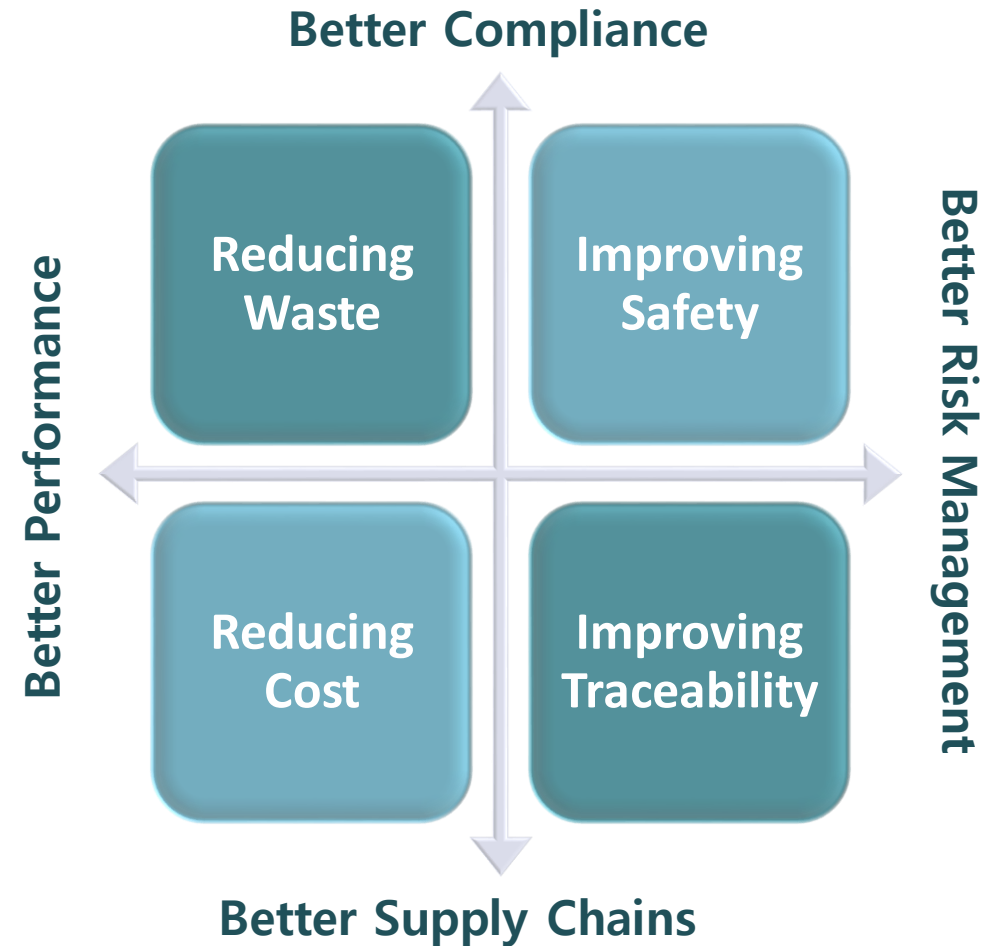 Better Compliance
Better Performance
Reducing
Waste
Improving
Safety
Better Risk Management
Reducing
Cost
Improving
Traceability
Better Supply Chains